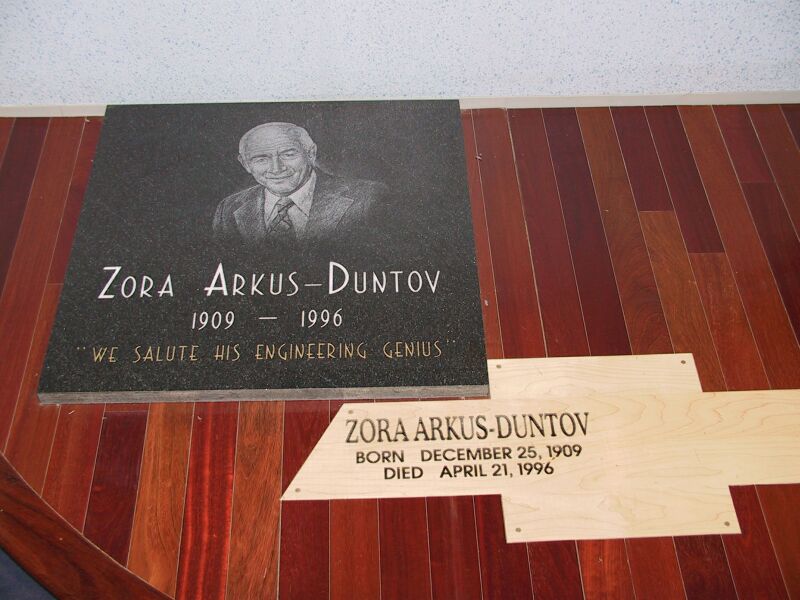 ZORA ARKUS-DUNTOV
1909 — 1996
"WE SALUTE HIS ENGINEERING GENIUS"
ZORA ARKUS-DUNTOV
BORN DECEMBER 25, 1909
DIED APRIL 21, 1996